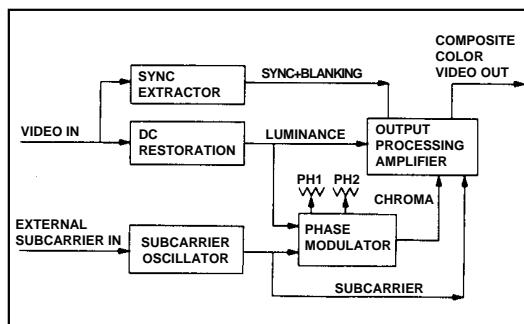 COMPOSITE
COLOR
VIDEO OUT
SYNC
EXTRACTOR
SYNC+BLANKING
VIDEO IN
DC
RESTORATION
LUMINANCE
OUTPUT
PROCESSING
AMPLIFIER
PH1
PH2
CHROMA
EXTERNAL
SUBCARRIER IN
SUBCARRIER
OSCILLATOR
PHASE
MODULATOR
SUBCARRIER